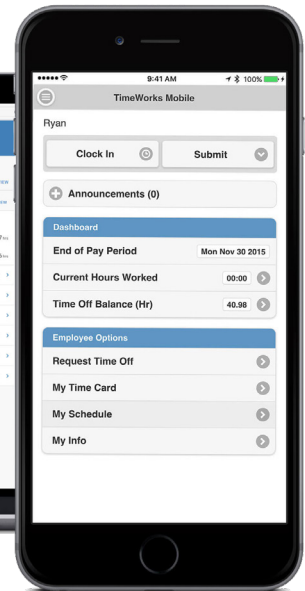 9:41 AM
100%
TimeWorks Mobile
Ryan
Clock In
Submit
Announcements (0)
Dashboard
End of Pay Period
Mon Nov 30 2015
Current Hours Worked
00:00
Time Off Balance (Hr)
40.98
Employee Options
Request Time Off
My Time Card
My Schedule
My Info